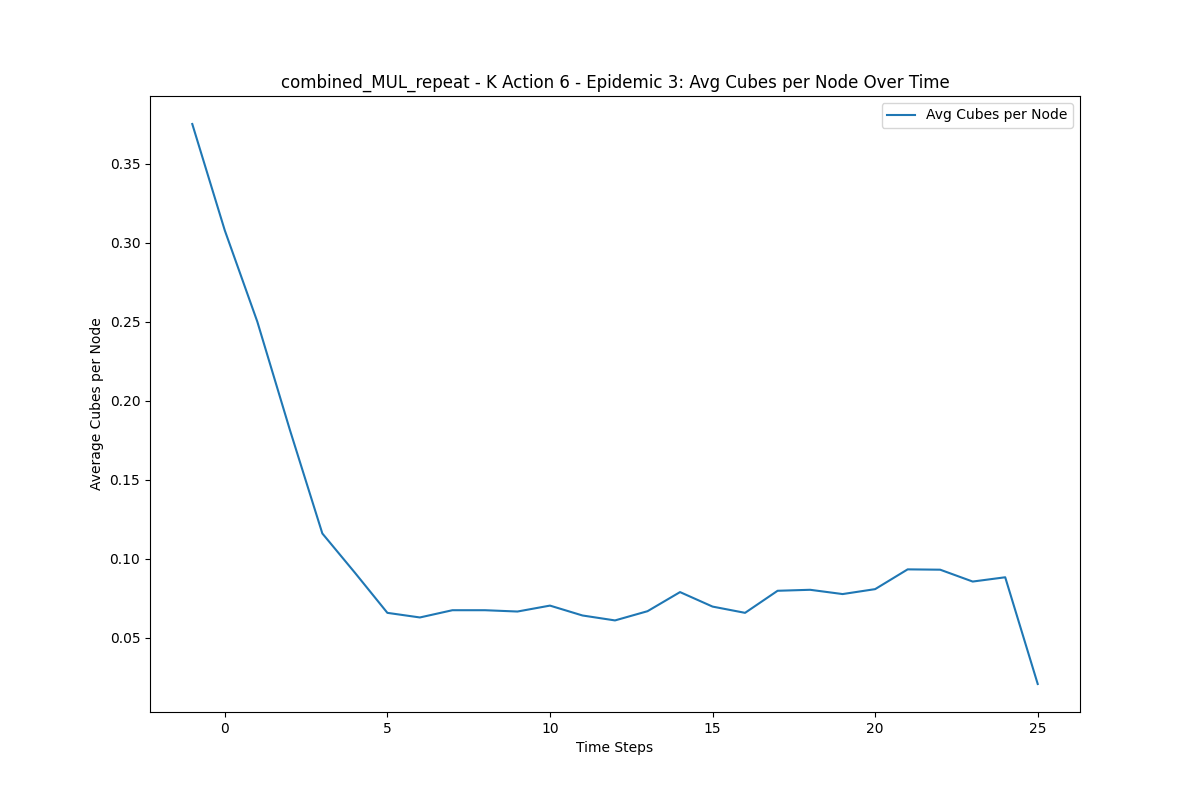 combined_MUL_repeat - K Action 6 - Epidemic 3: Avg Cubes per Node Over Time
Avg Cubes per Node
0.35
0.30
0.25
0.20
0.15
0.10
0.05
Average Cubes per Node
0 5 10 15 20 25
Time Steps